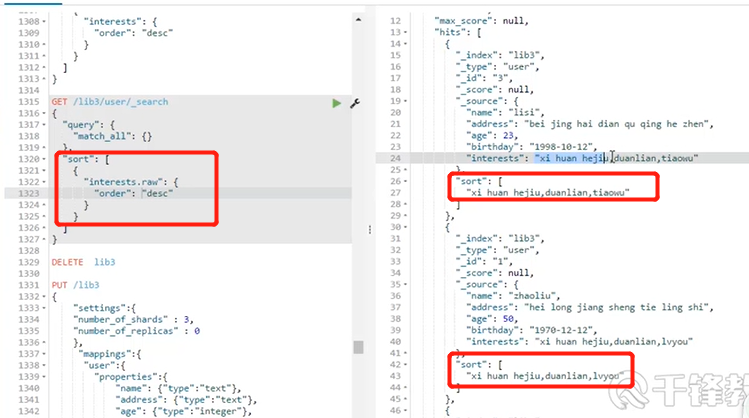 1307
1308 "interests": {
1309 "order": "desc"
1310 }
1311 }
1312 ]
1313 }
1314
1315 GET /lib3/user/_search
1316 {
1317 "query": {
1318 "match_all": {}
1319 },
1320 "sort": [
1321 {
1322 "interests.raw": {
1323 "order": "desc"
1324 }
1325 }
1326 ]
1327 }
1328
1329 DELETE lib3
1330
1331 PUT /lib3
1332 {
1333 "settings":{
1334 "number_of_shards" : 3,
1335 "number_of_replicas" : 0
1336 },
1337 "mappings":{
1338 "user":{
1339 "properties":{
1340 "name": {"type":"text"},
1341 "address": {"type":"text"},
1342 "age": {"type":"integer"},
12 "max_score": null,
13 "hits": [
14 {
15 "_index": "lib3",
16 "_type": "user",
17 "_id": "3",
18 "_score": null,
19 "_source": {
20 "name": "lisi",
21 "address": "bei jing hai dian qu qing he zhen",
22 "age": 23,
23 "birthday": "1998-10-12",
24 "interests": "xi huan hejiu,duanlian,tiaowu"
25 },
26 "sort": [
27 "xi huan hejiu,duanlian,tiaowu"
28 ]
29 },
30 {
31 "_index": "lib3",
32 "_type": "user",
33 "_id": "1",
34 "_score": null,
35 "_source": {
36 "name": "zhaoliu",
37 "address": "hei long jiang sheng tie ling shi",
38 "age": 50,
39 "birthday": "1970-12-12",
40 "interests": "xi huan hejiu,duanlian,lvyou"
41 },
42 "sort": [
43 "xi huan hejiu,duanlian,lvyou"
44 ]
45 },
46 {
千锋教